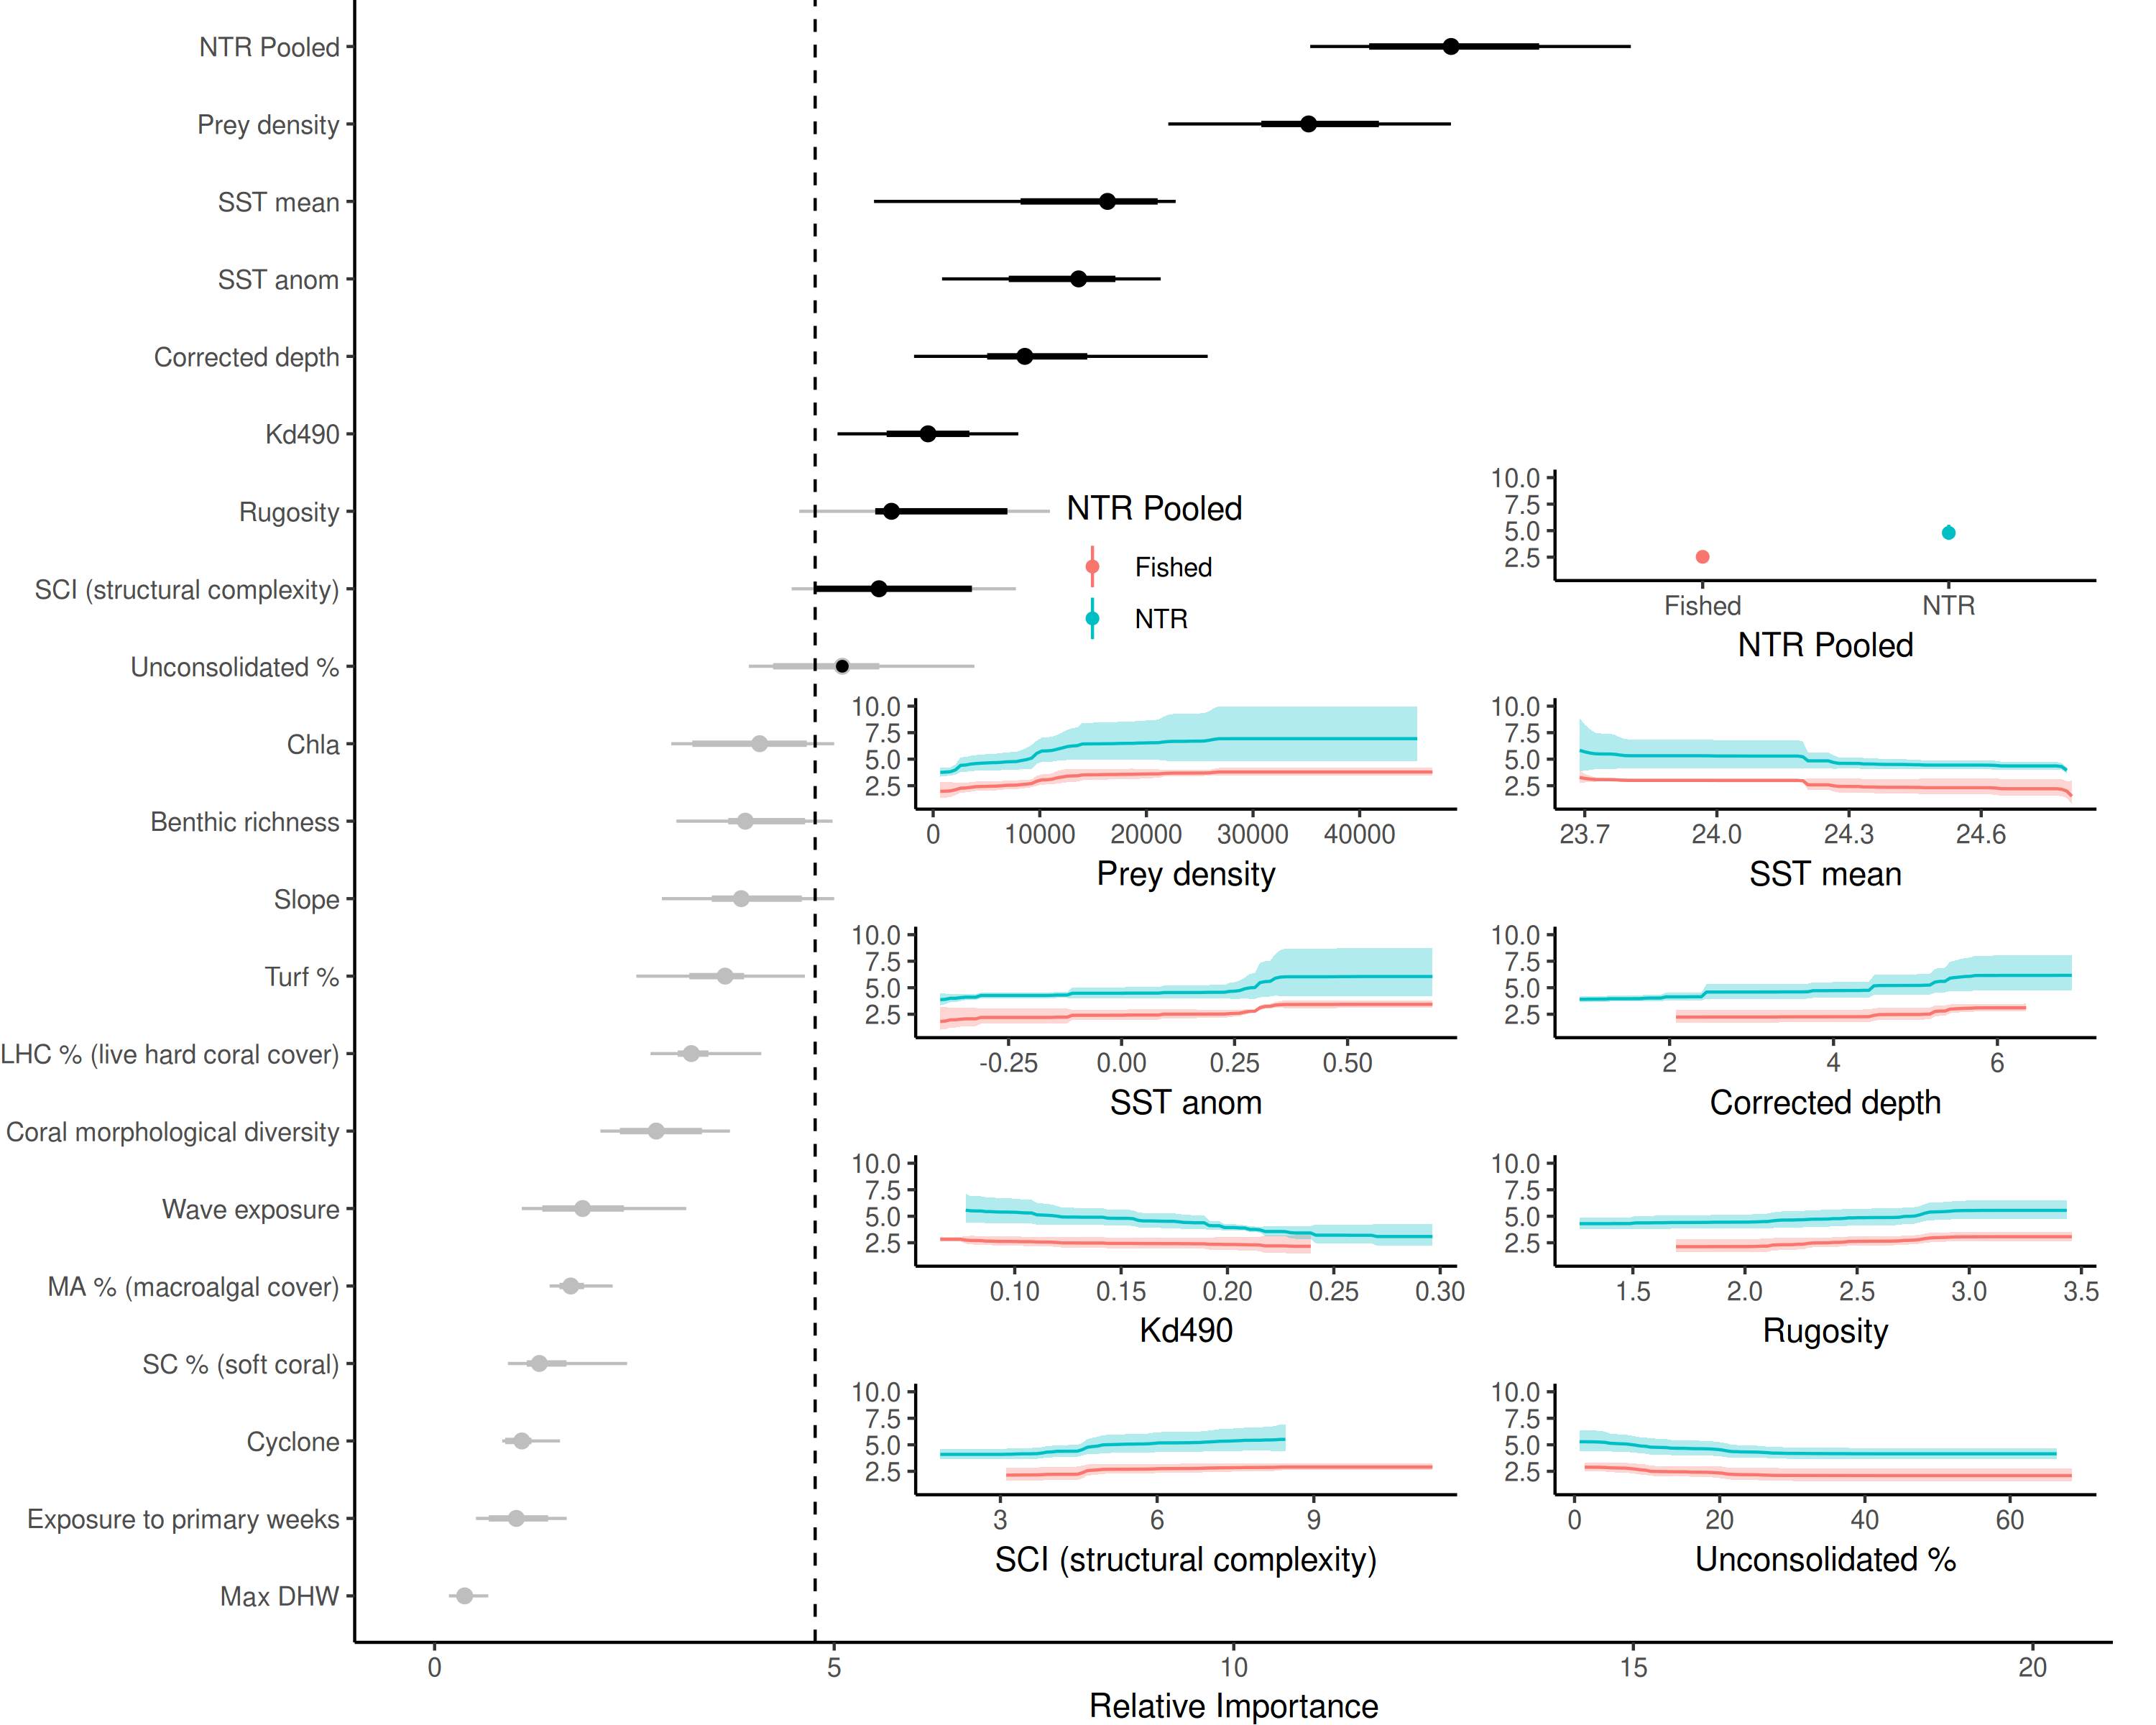 NTR Pooled
Prey density
SST mean
SST anom
Corrected depth
Kd490
Rugosity
SCI (structural complexity)
Unconsolidated %
Chla
Benthic richness
Slope
Turf %
LHC % (live hard coral cover)
Coral morphological diversity
Wave exposure
MA % (macroalgal cover)
SC % (soft coral)
Cyclone
Exposure to primary weeks
Max DHW
0 5 10 15 20
Relative Importance
NTR Pooled
Fished
NTR
10.0
7.5
5.0
2.5
Fished NTR
NTR Pooled
10.0
7.5
5.0
2.5
0 10000 20000 30000 40000
Prey density
10.0
7.5
5.0
2.5
23.7 24.0 24.3 24.6
SST mean
10.0
7.5
5.0
2.5
-0.25 0.00 0.25 0.50
SST anom
10.0
7.5
5.0
2.5
2 4 6
Corrected depth
10.0
7.5
5.0
2.5
0.10 0.15 0.20 0.25 0.30
Kd490
10.0
7.5
5.0
2.5
1.5 2.0 2.5 3.0 3.5
Rugosity
10.0
7.5
5.0
2.5
3 6 9
SCI (structural complexity)
10.0
7.5
5.0
2.5
0 20 40 60
Unconsolidated %